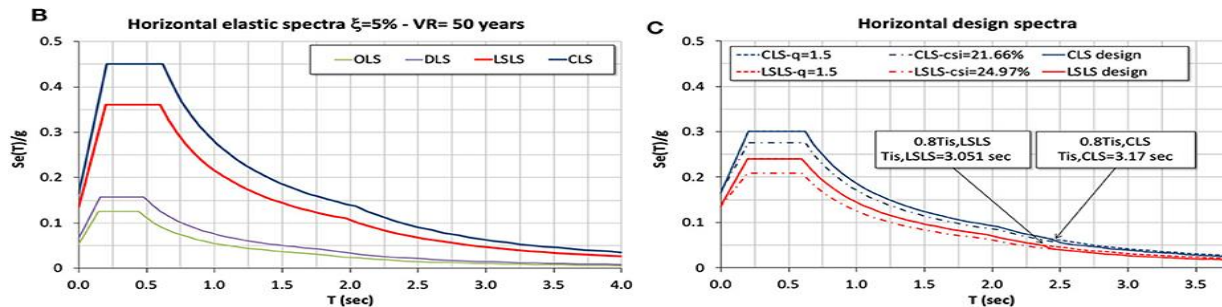 B
Horizontal elastic spectra ξ=5% - VR= 50 years
0.5
0.4
0.3
0.2
0.1
0
Se(T)/g
OLS DLS LSLS CLS
0.0 0.5 1.0 1.5 2.0 2.5 3.0 3.5 4.0
T (sec)
C
Horizontal design spectra
0.5
0.4
0.3
0.2
0.1
0
Se(T)/g
CLS-q=1.5 CLS-csi=21.66% CLS design
LSLS-q=1.5 LSLS-csi=24.97% LSLS design
0.8Tis,LSLS
Tis,LSLS=3.051 sec
0.8Tis,CLS
Tis,CLS=3.17 sec
0.0 0.5 1.0 1.5 2.0 2.5 3.0 3.5
T (sec)